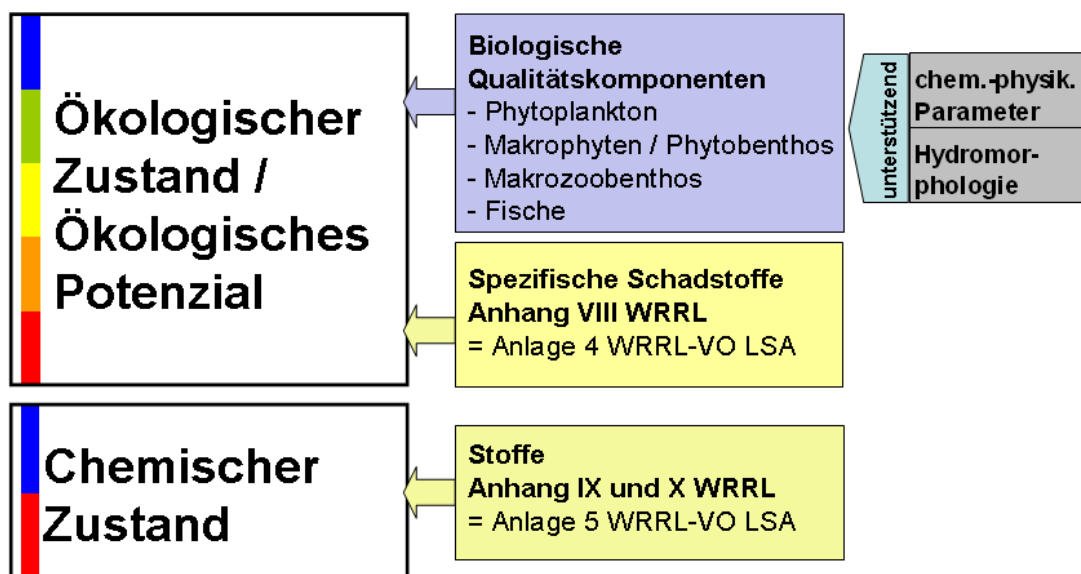 Ökologischer
Zustand /
Ökologisches
Potenzial
Biologische
Qualitätskomponenten
- Phytoplankton
- Makrophyten / Phytobenthos
- Makrozoobenthos
- Fische
unterstützend
chem.-physik.
Parameter
Hydromor-
phologie
Spezifische Schadstoffe
Anhang VIII WRRL
= Anlage 4 WRRL-VO LSA
Chemischer
Zustand
Stoffe
Anhang IX und X WRRL
= Anlage 5 WRRL-VO LSA